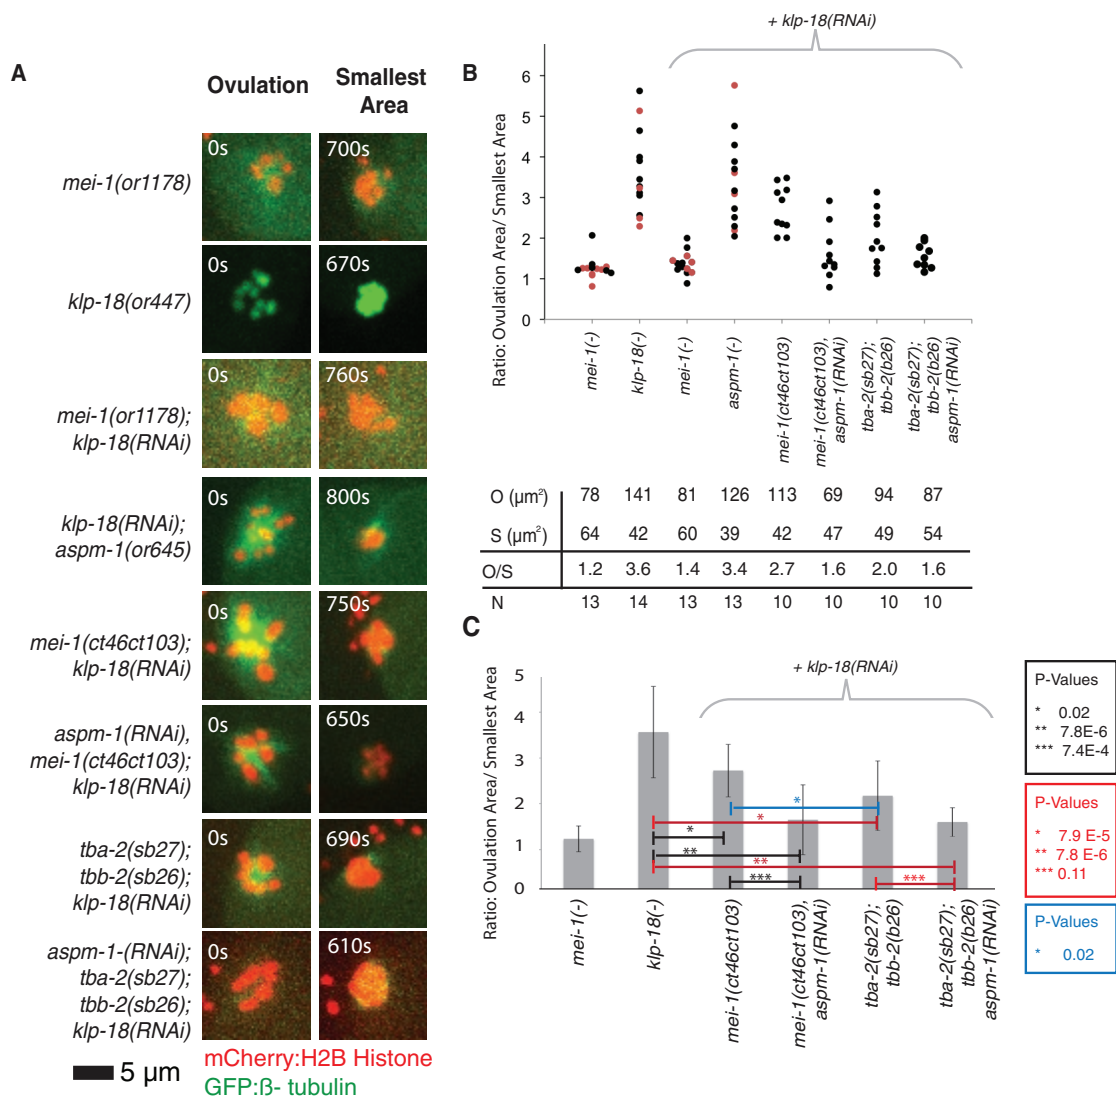 A
Ovulation
Smallest
Area
mei-1(or1178)
0s
700s
klp-18(or447)
0s
670s
mei-1(or1178);
klp-18(RNAi)
0s
760s
klp-18(RNAi);
aspm-1(or645)
0s
800s
mei-1(ct46ct103);
klp-18(RNAi)
0s
750s
aspm-1(RNAi),
mei-1(ct46ct103);
klp-18(RNAi)
0s
650s
tba-2(sb27);
tbb-2(sb26);
klp-18(RNAi)
0s
690s
aspm-1-(RNAi);
tba-2(sb27);
tbb-2(sb26);
klp-18(RNAi)
0s
610s
5 µm
mCherry:H2B Histone
GFP:ß- tubulin
B
+ klp-18(RNAi)
Ratio: Ovulation Area/ Smallest Area
6
5
4
3
2
1
0
mei-1(-)
klp-18(-)
mei-1(-)
aspm-1(-)
mei-1(ct46ct103)
mei-1(ct46ct103),
aspm-1(RNAi)
tba-2(sb27);
tbb-2(b26)
tba-2(sb27);
tbb-2(b26)
aspm-1(RNAi)
O (µm²) 78 141 81 126 113 69 94 87
S (µm²) 64 42 60 39 42 47 49 54
O/S 1.2 3.6 1.4 3.4 2.7 1.6 2.0 1.6
N 13 14 13 13 10 10 10 10
C
+ klp-18(RNAi)
Ratio: Ovulation Area/ Smallest Area
5
4
3
2
1
0
*
*
*
**
**
***
***
mei-1(-)
klp-18(-)
mei-1(ct46ct103)
mei-1(ct46ct103),
aspm-1(RNAi)
tba-2(sb27);
tbb-2(b26)
tba-2(sb27);
tbb-2(b26)
aspm-1(RNAi)
P-Values
* 0.02
** 7.8E-6
*** 7.4E-4
P-Values
* 7.9 E-5
** 7.8 E-6
*** 0.11
P-Values
* 0.02